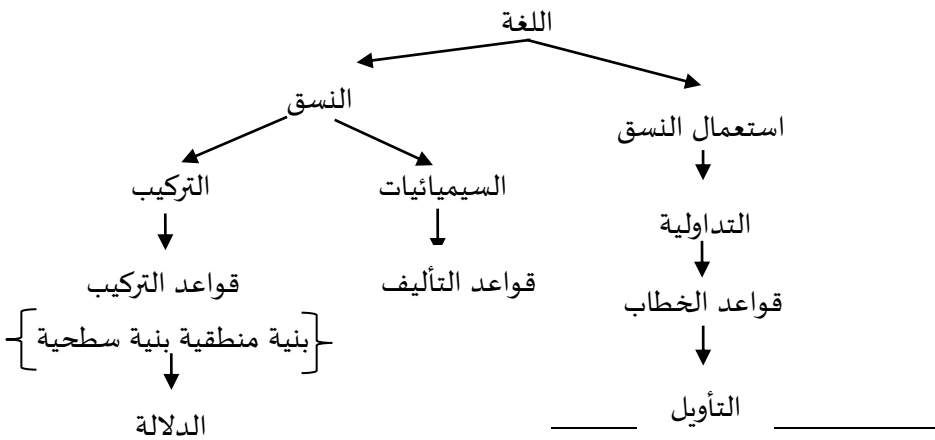 اللغة
استعمال النسق
النسق
التداولية
السيميائيات
التركيب
قواعد الخطاب
قواعد التأليف
قواعد التركيب
بنية منطقية بنية سطحية
التأويل
الدلالة